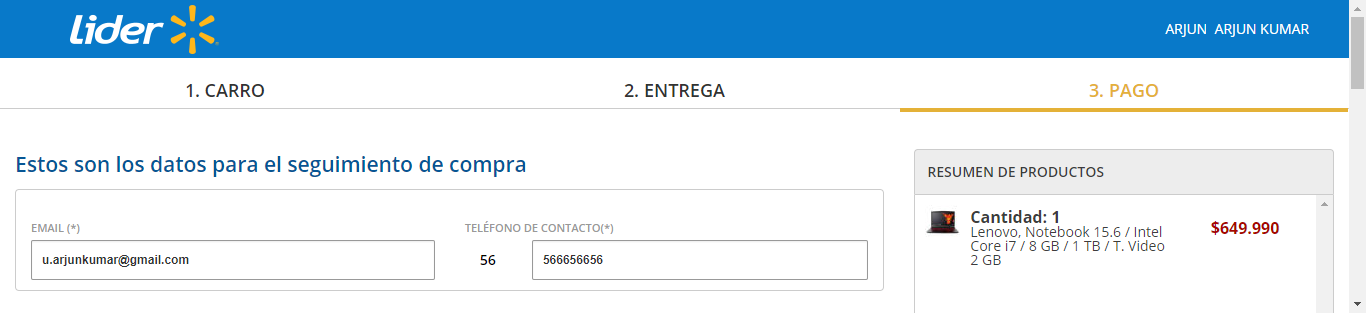 Lider
ARJUN ARJUN KUMAR
1. CARRO
2. ENTREGA
3. PAGO
Estos son los datos para el seguimiento de compra
EMAIL (*)
TELÉFONO DE CONTACTO(*)
u.arjunkumar@gmail.com
56
566656656
RESUMEN DE PRODUCTOS
Cantidad: 1
Lenovo, Notebook 15.6 / Intel
Core i7 / 8 GB / 1 TB / T. Video
2 GB
$649.990